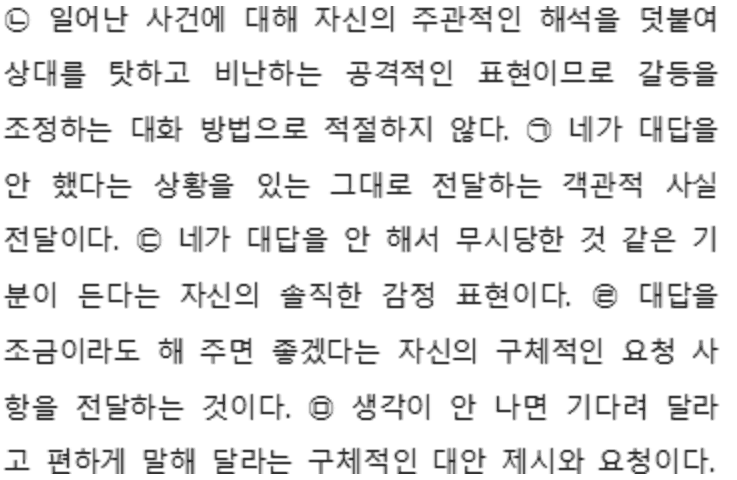 ㉡ 일어난 사건에 대해 자신의 주관적인 해석을 덧붙여
상대를 탓하고 비난하는 공격적인 표현이므로 갈등을
조정하는 대화 방법으로 적절하지 않다. ㉠ 네가 대답을
안 했다는 상황을 있는 그대로 전달하는 객관적 사실
전달이다. ㉢ 네가 대답을 안 해서 무시당한 것 같은 기
분이 든다는 자신의 솔직한 감정 표현이다. ㉣ 대답을
조금이라도 해 주면 좋겠다는 자신의 구체적인 요청 사
항을 전달하는 것이다. ㉤ 생각이 안 나면 기다려 달라
고 편하게 말해 달라는 구체적인 대안 제시와 요청이다.